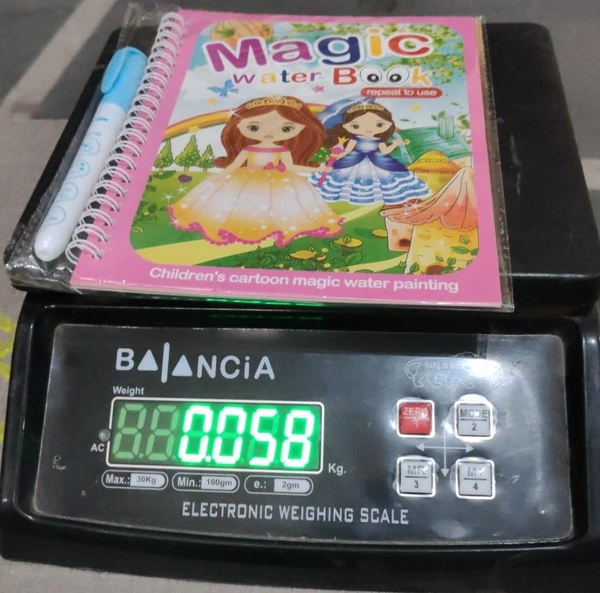 Magic
water Book
repeat to use
Children's cartoon magic water painting
BALANCiA
Weight
0.058
AC
Kg.
Max.: 30Kg Min.: 100gm e.: 2gm
ZERO
1
MODE
2
3
4
ELECTRONIC WEIGHING SCALE